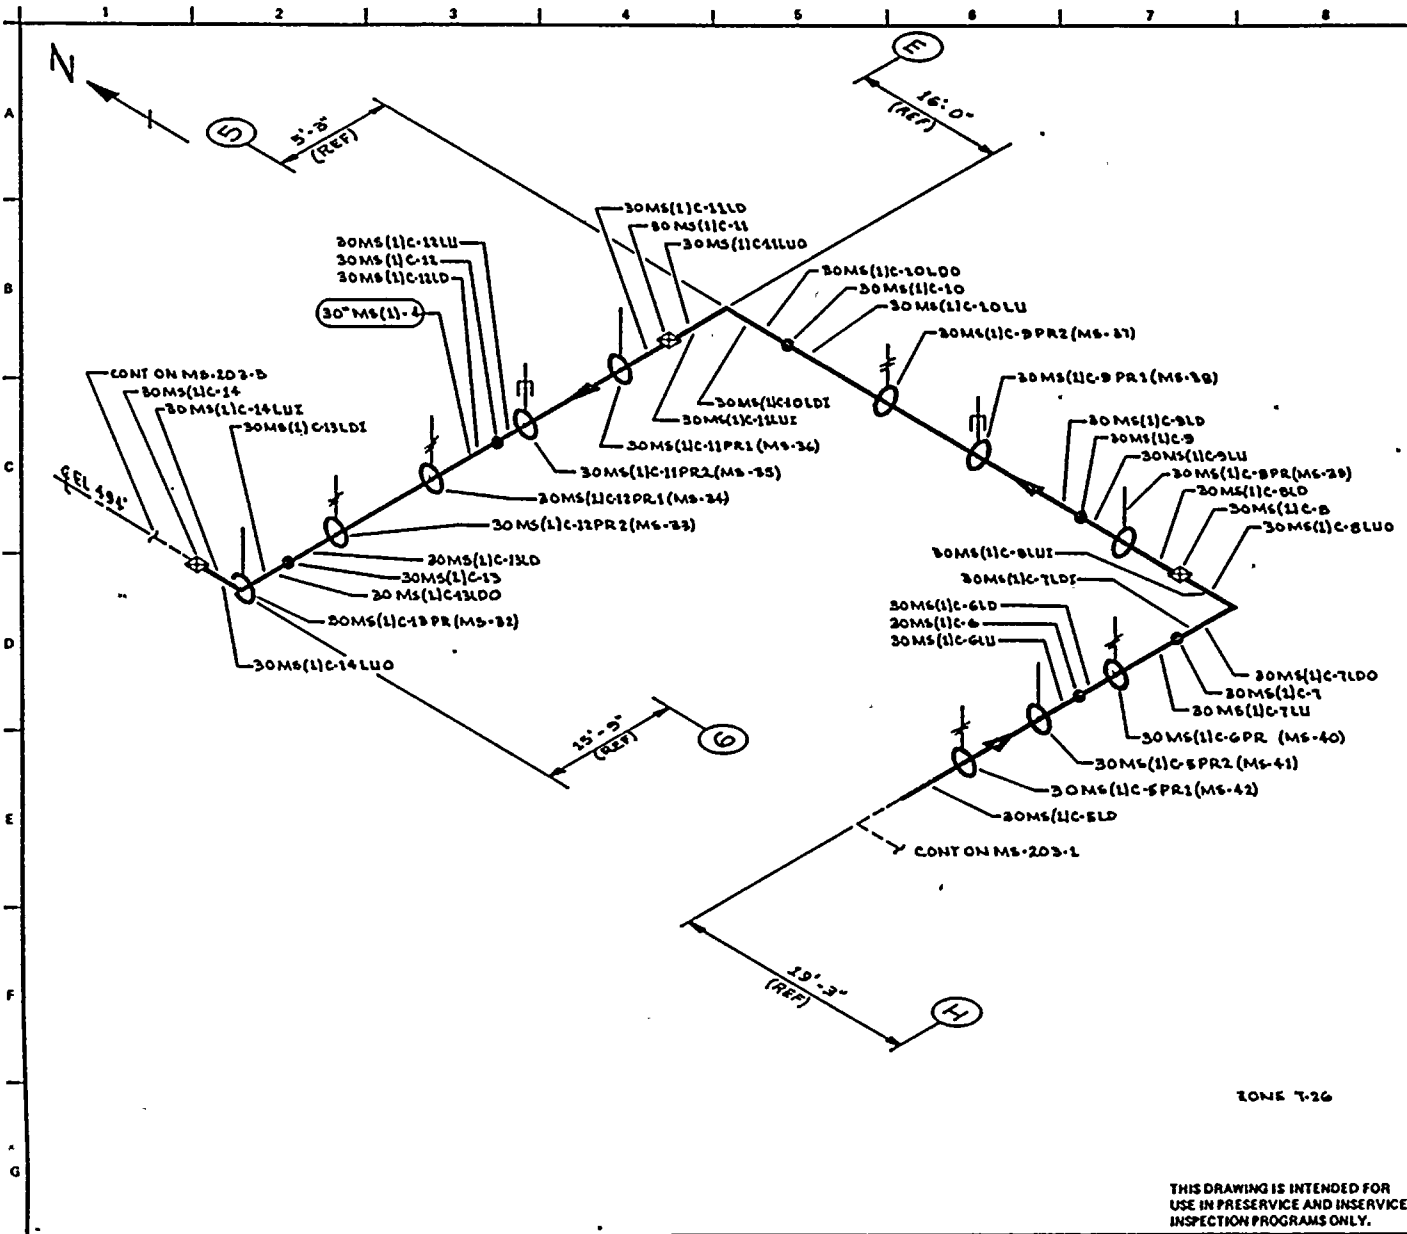 1 2 3 4 5 6 7 8
A
B
C
D
E
F
G
N
5
5'-3"
(REF)
E
16'-0"
(REF)
30MS(1)C-11LD
30MS(1)C-11
30MS(1)C-11LUO
30MS(1)C-12LU
30MS(1)C-12
30MS(1)C-12LD
30"MS(1)-4
30MS(1)C-10LDO
30MS(1)C-10
30MS(1)C-10LU
30MS(1)C-9PR2(MS-37)
30MS(1)C-9PR1(MS-38)
CONT ON MS-203-3
30MS(1)C-14
30MS(1)C-14LUI
30MS(1)C-13LDI
30MS(1)C-10LDI
30MS(1)C-11LUI
30MS(1)C-11PR1(MS-36)
30MS(1)C-11PR2(MS-35)
30MS(1)C-12PR1(MS-34)
30MS(1)C-12PR2(MS-33)
30MS(1)C-9LD
30MS(1)C-9
30MS(1)C-9LU
30MS(1)C-8PR(MS-39)
30MS(1)C-8LD
30MS(1)C-8
30MS(1)C-8LUO
¢ EL 491'
30MS(1)C-8LUI
30MS(1)C-7LDI
30MS(1)C-13LD
30MS(1)C-13
30MS(1)C-13LDO
30MS(1)C-13PR(MS-32)
30MS(1)C-14LUO
30MS(1)C-6LD
30MS(1)C-6
30MS(1)C-6LU
30MS(1)C-7LDO
30MS(1)C-7
30MS(1)C-7LU
30MS(1)C-6PR (MS-40)
30MS(1)C-5PR2(MS-41)
30MS(1)C-5PR1(MS-42)
30MS(1)C-5LD
15'-9"
(REF)
6
CONT ON MS-203-1
19'-3"
(REF)
H
ZONE 7-26
THIS DRAWING IS INTENDED FOR
USE IN PRESERVICE AND INSERVICE
INSPECTION PROGRAMS ONLY.